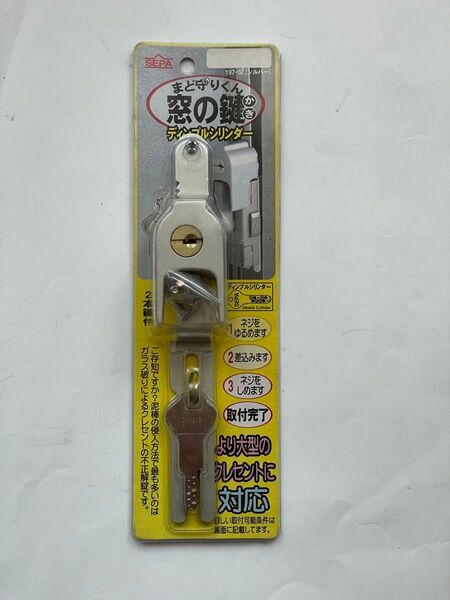 SEPA
197-SL(シルバー)
まど守りくん
窓の鍵
かぎ
ディンプルシリンダー
ディンプルシリンダー
SEPA
Dimple Cylinder
2本鍵付
1 ネジを
ゆるめます
2 差込みます
3 ネジを
しめます
取付完了
ご存知ですか?泥棒の侵入方法で最も多いのは
ガラス破りによるクレセントの不正解錠です。
より大型の
クレセントに
対応
詳しい取付可能条件は
裏面に記載してます。